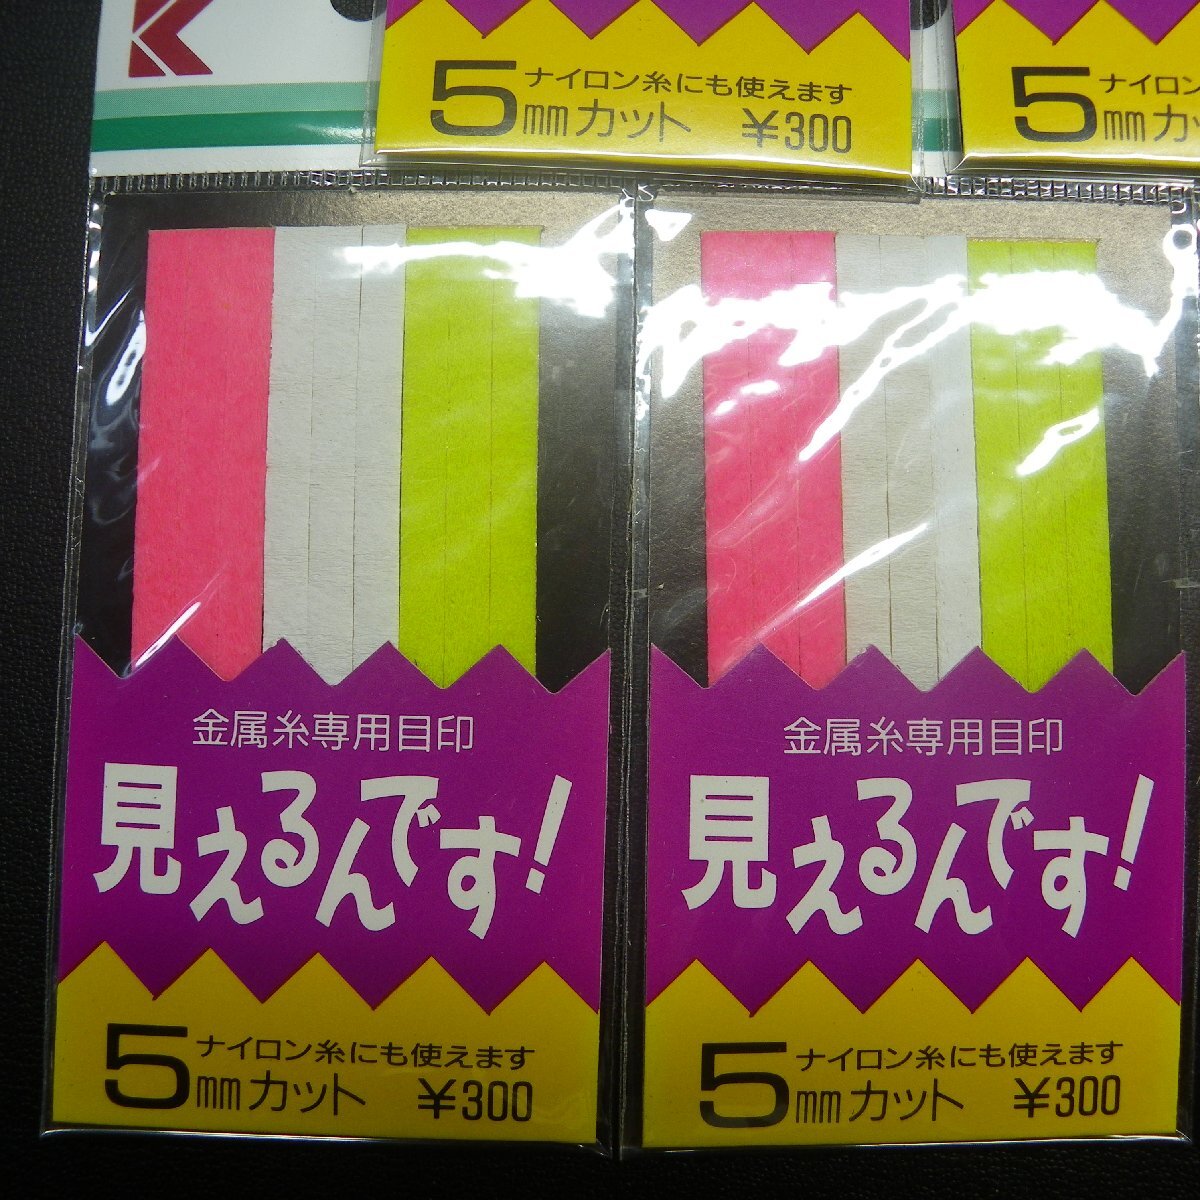 5mmカット
ナイロン糸にも使えます
¥300
5mmカッ
ナイロン
金属糸専用目印
見えるんです!
5mmカット
ナイロン糸にも使えます
¥300
金属糸専用目印
見えるんです!
5mmカット
ナイロン糸にも使えます
¥300